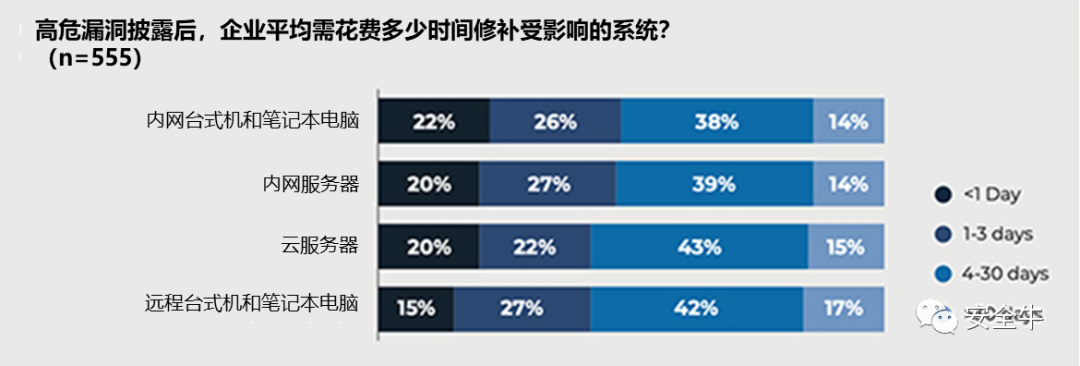 高危漏洞披露后，企业平均需花费多少时间修补受影响的系统？
（n=555）
内网台式机和笔记本电脑 22% 26% 38% 14%
内网服务器 20% 27% 39% 14%
云服务器 20% 22% 43% 15%
远程台式机和笔记本电脑 15% 27% 42% 17%
<1 Day
1-3 days
4-30 days
安全牛